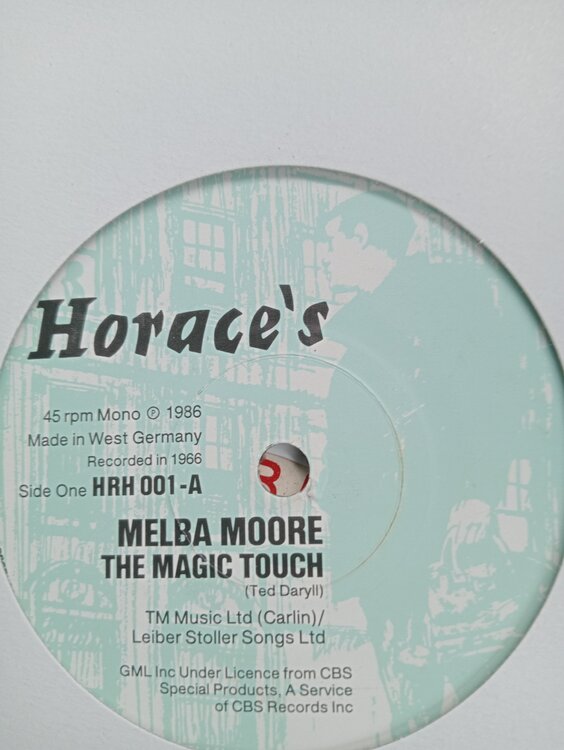 Horace's
45 rpm Mono ℗ 1986
Made in West Germany
Recorded in 1966
Side One HRH 001-A
MELBA MOORE
THE MAGIC TOUCH
(Ted Daryll)
TM Music Ltd (Carlin)/
Leiber Stoller Songs Ltd
GML Inc Under Licence from CBS
Special Products, A Service
of CBS Records Inc
R